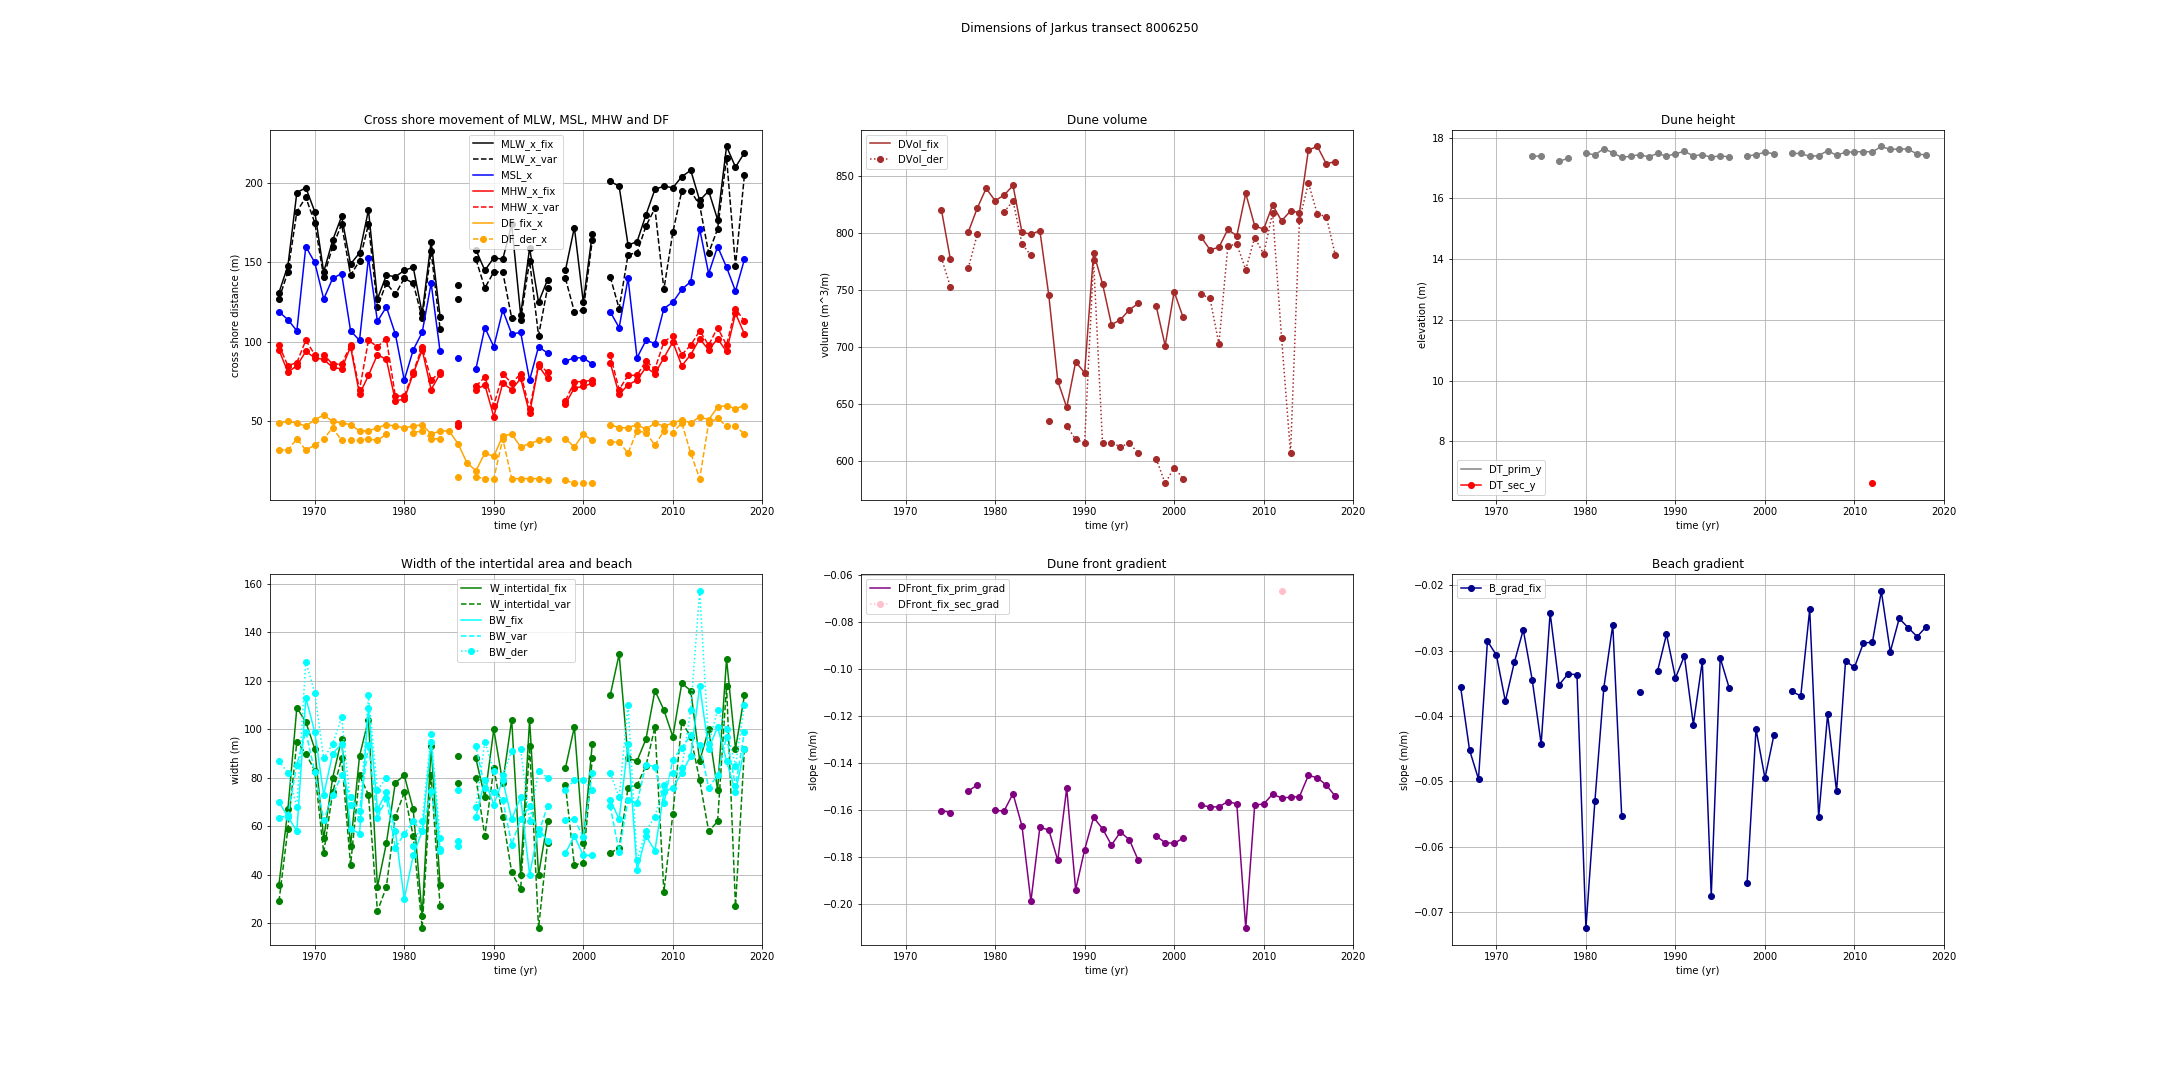 Dimensions of Jarkus transect 8006250
Cross shore movement of MLW, MSL, MHW and DF
cross shore distance (m)
200
150
100
50
MLW_x_fix
MLW_x_var
MSL_x
MHW_x_fix
MHW_x_var
DF_fix_x
DF_der_x
1970 1980 1990 2000 2010 2020
time (yr)
Dune volume
volume (m^3/m)
850
800
750
700
650
600
DVol_fix
DVol_der
1970 1980 1990 2000 2010 2020
time (yr)
Dune height
elevation (m)
18
16
14
12
10
8
DT_prim_y
DT_sec_y
1970 1980 1990 2000 2010 2020
time (yr)
Width of the intertidal area and beach
width (m)
160
140
120
100
80
60
40
20
W_intertidal_fix
W_intertidal_var
BW_fix
BW_var
BW_der
1970 1980 1990 2000 2010 2020
time (yr)
Dune front gradient
slope (m/m)
−0.06
−0.08
−0.10
−0.12
−0.14
−0.16
−0.18
−0.20
DFront_fix_prim_grad
DFront_fix_sec_grad
1970 1980 1990 2000 2010 2020
time (yr)
Beach gradient
slope (m/m)
−0.02
−0.03
−0.04
−0.05
−0.06
−0.07
B_grad_fix
1970 1980 1990 2000 2010 2020
time (yr)